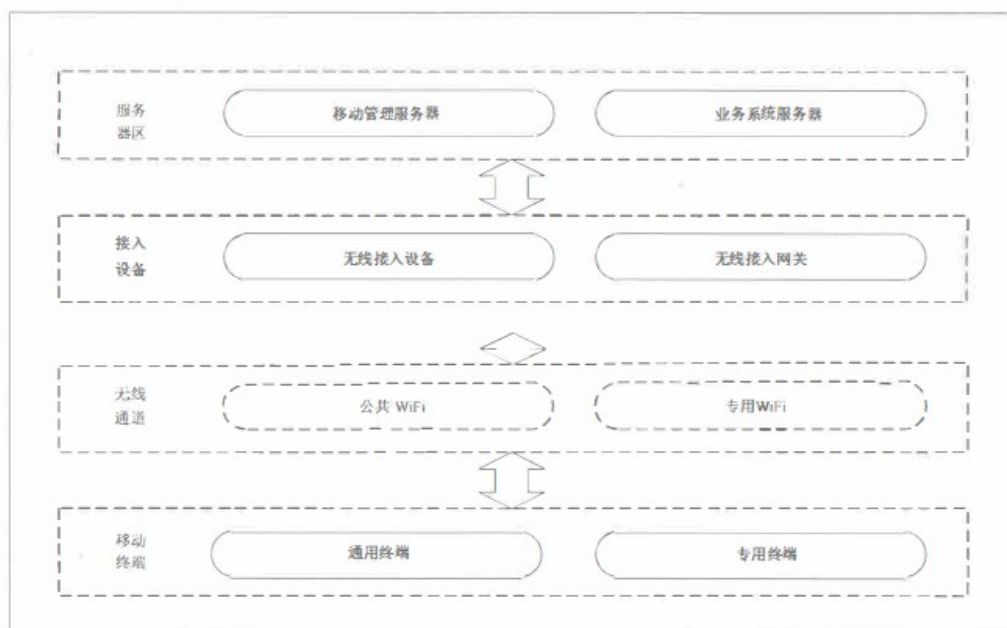 服务
器区
移动管理服务器
业务系统服务器
接入
设备
无线接入设备
无线接入网关
无线
通道
公共 WiFi
专用WiFi
移动
终端
通用终端
专用终端